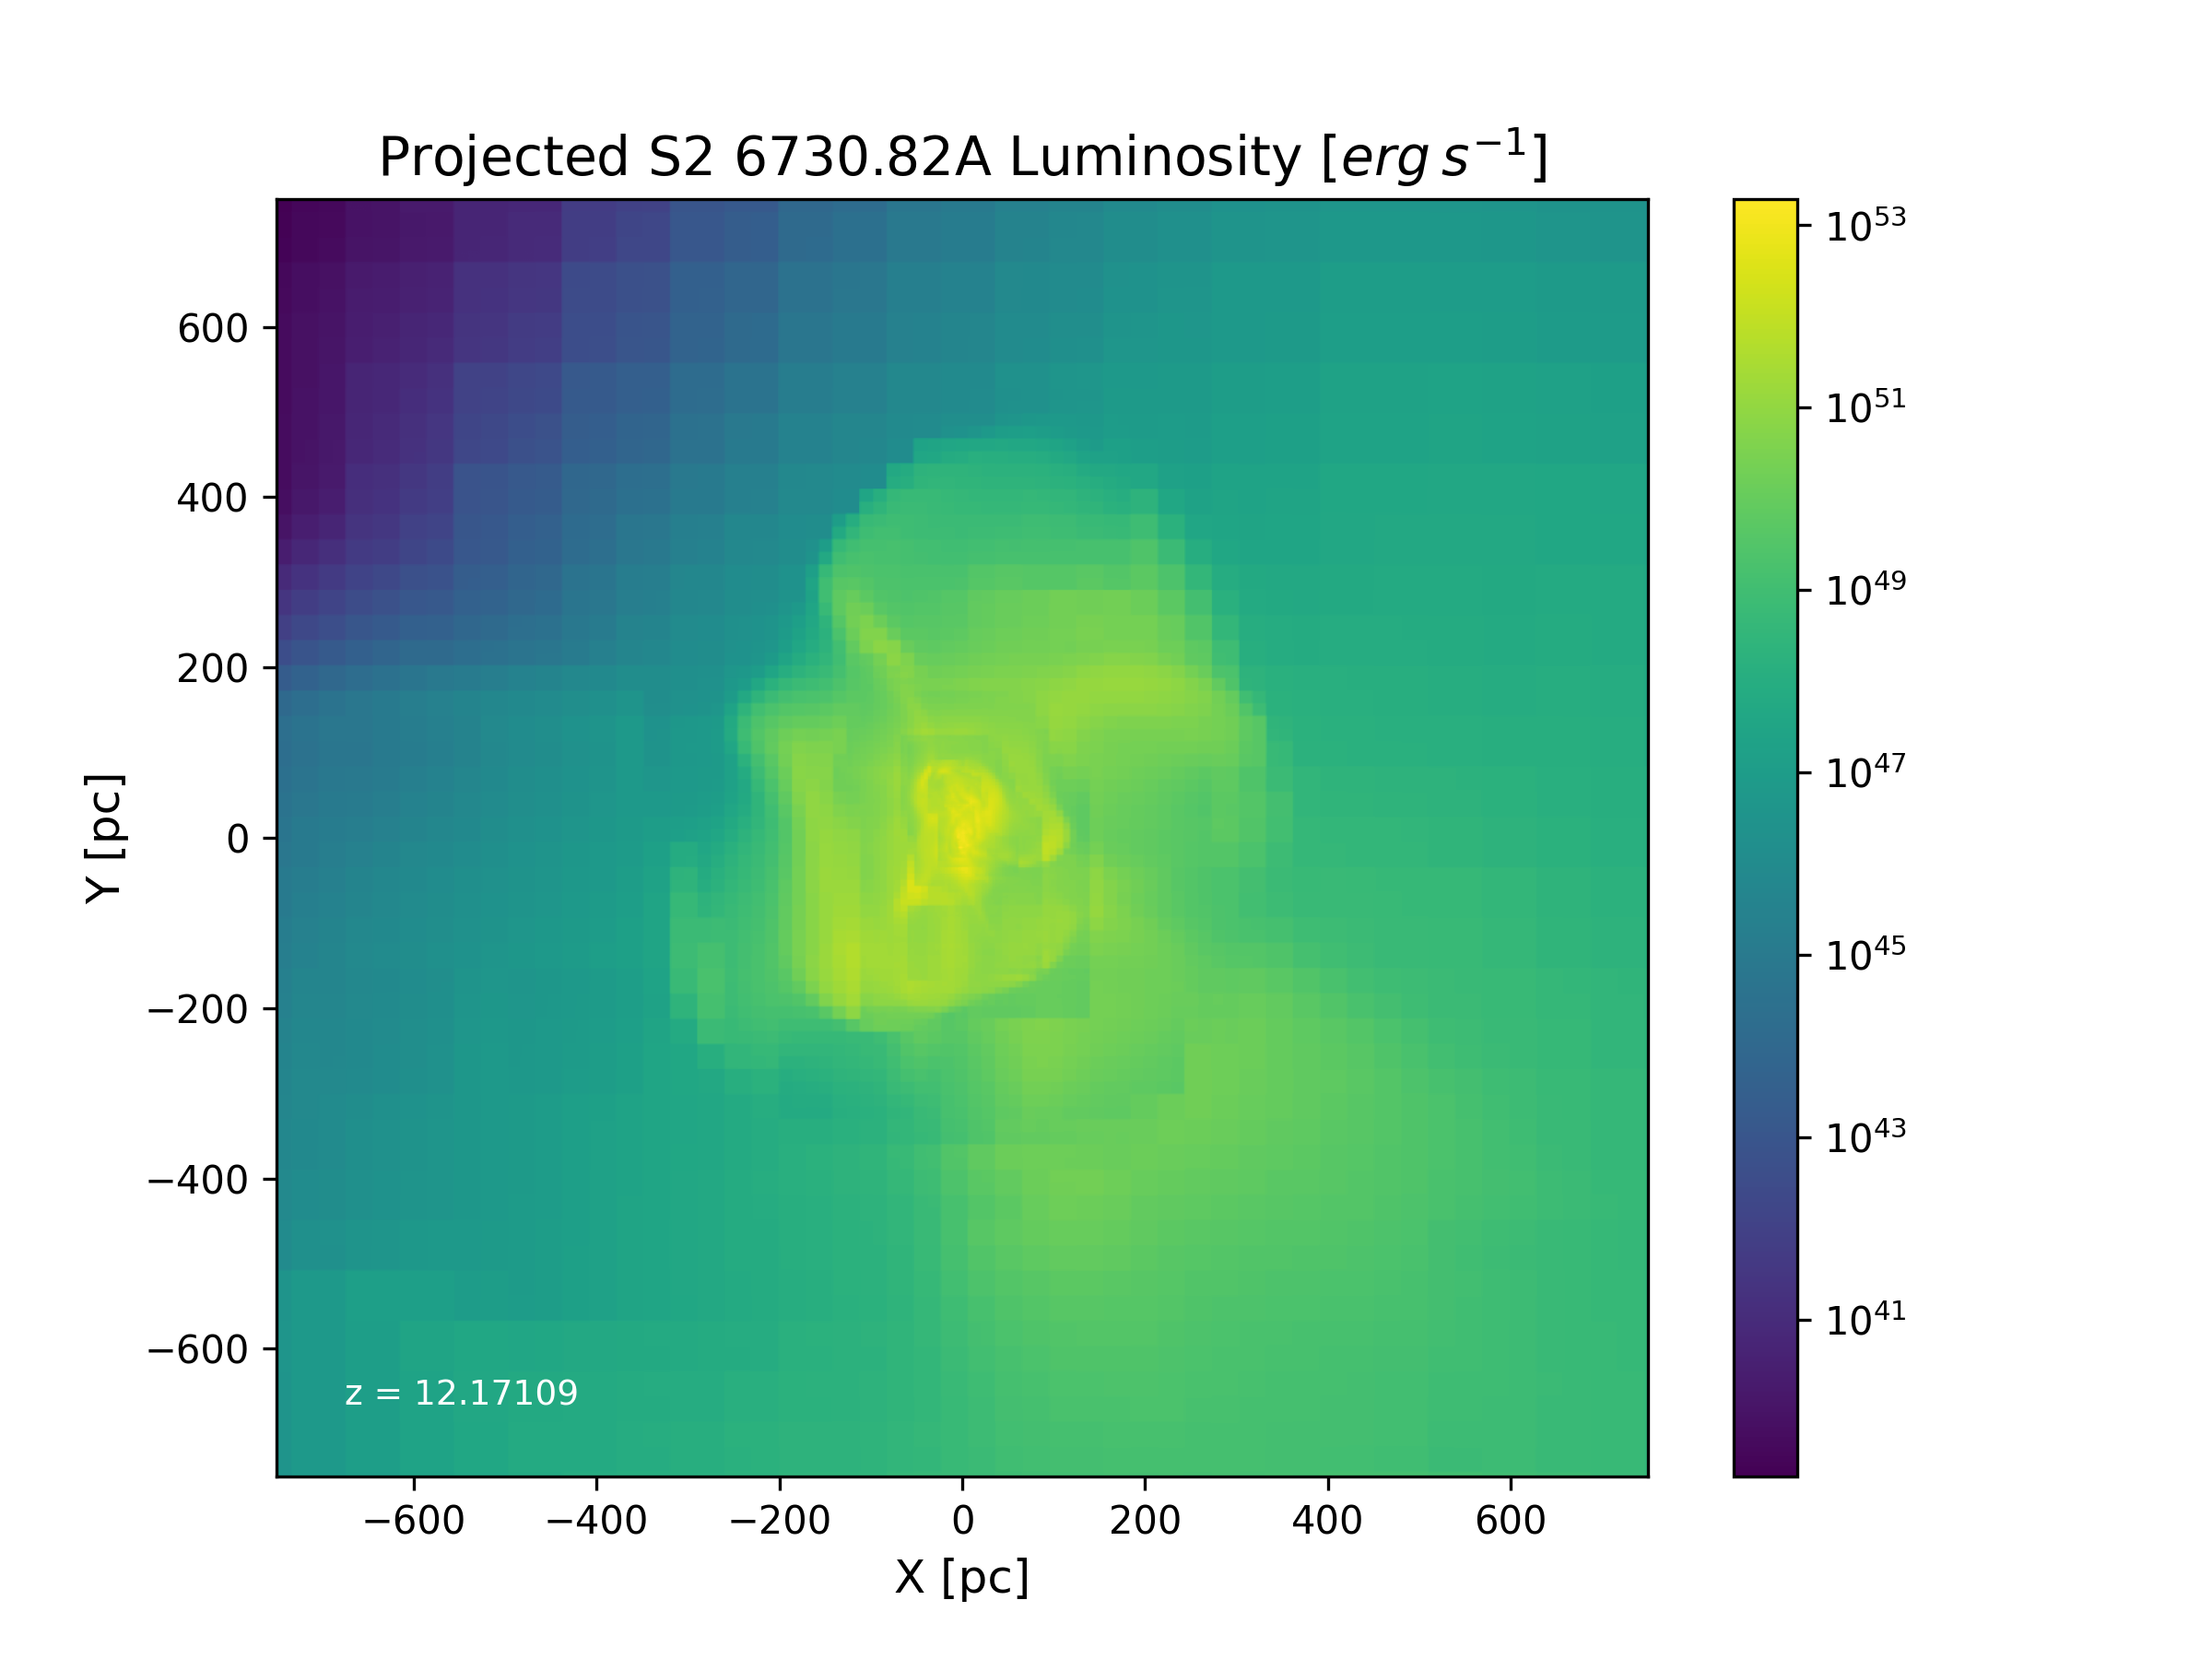 Projected S2 6730.82A Luminosity [erg s⁻¹]
Y [pc]
600
400
200
0
−200
−400
−600
z = 12.17109
−600 −400 −200 0 200 400 600
X [pc]
10⁵³
10⁵¹
10⁴⁹
10⁴⁷
10⁴⁵
10⁴³
10⁴¹